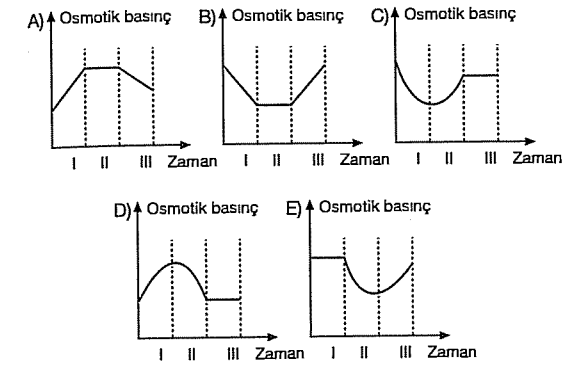 A) Osmotik basınç
I II III Zaman
B) Osmotik basınç
I II III Zaman
C) Osmotik basınç
I II III Zaman
D) Osmotik basınç
I II III Zaman
E) Osmotik basınç
I II III Zaman